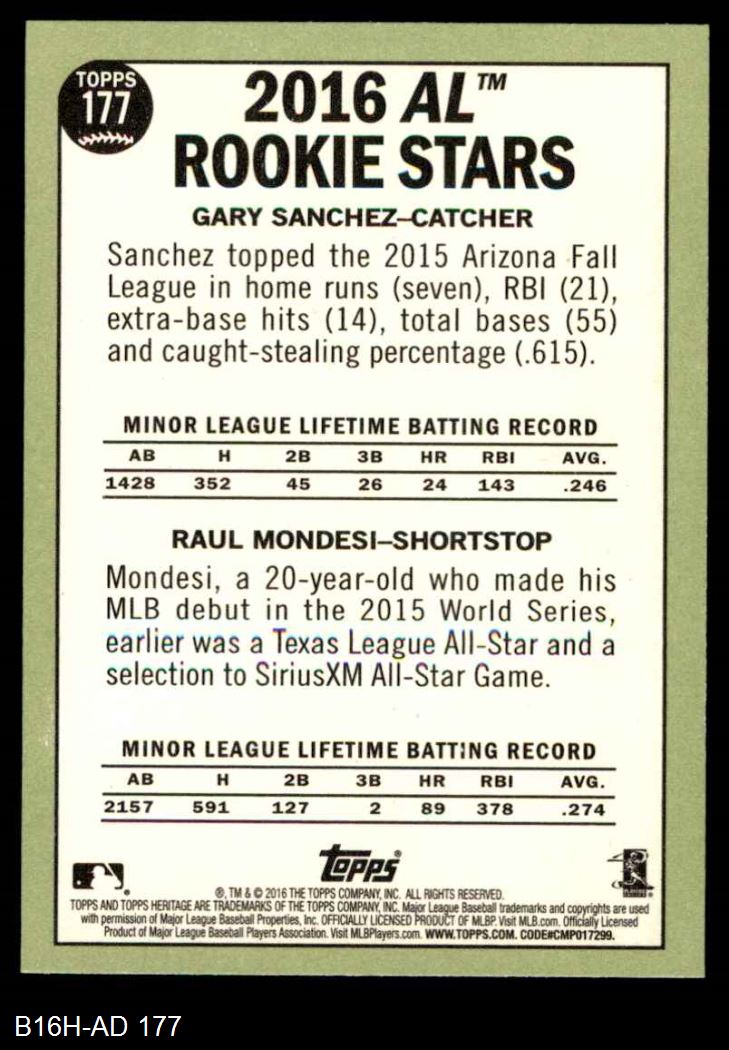 TOPPS
177
2016 AL™
ROOKIE STARS
GARY SANCHEZ–CATCHER
Sanchez topped the 2015 Arizona Fall
League in home runs (seven), RBI (21),
extra-base hits (14), total bases (55)
and caught-stealing percentage (.615).
MINOR LEAGUE LIFETIME BATTING RECORD
AB H 2B 3B HR RBI AVG.
1428 352 45 26 24 143 .246
RAUL MONDESI–SHORTSTOP
Mondesi, a 20-year-old who made his
MLB debut in the 2015 World Series,
earlier was a Texas League All-Star and a
selection to SiriusXM All-Star Game.
MINOR LEAGUE LIFETIME BATTING RECORD
AB H 2B 3B HR RBI AVG.
2157 591 127 2 89 378 .274
Topps®
®, TM & © 2016 THE TOPPS COMPANY, INC. ALL RIGHTS RESERVED.
TOPPS AND TOPPS HERITAGE ARE TRADEMARKS OF THE TOPPS COMPANY, INC. Major League Baseball trademarks and copyrights are used
with permission of Major League Baseball Properties, Inc. OFFICIALLY LICENSED PRODUCT OF MLBP. Visit MLB.com. Officially Licensed
Product of Major League Baseball Players Association. Visit MLBPlayers.com. WWW.TOPPS.COM. CODE#CMP017299.
B16H-AD 177